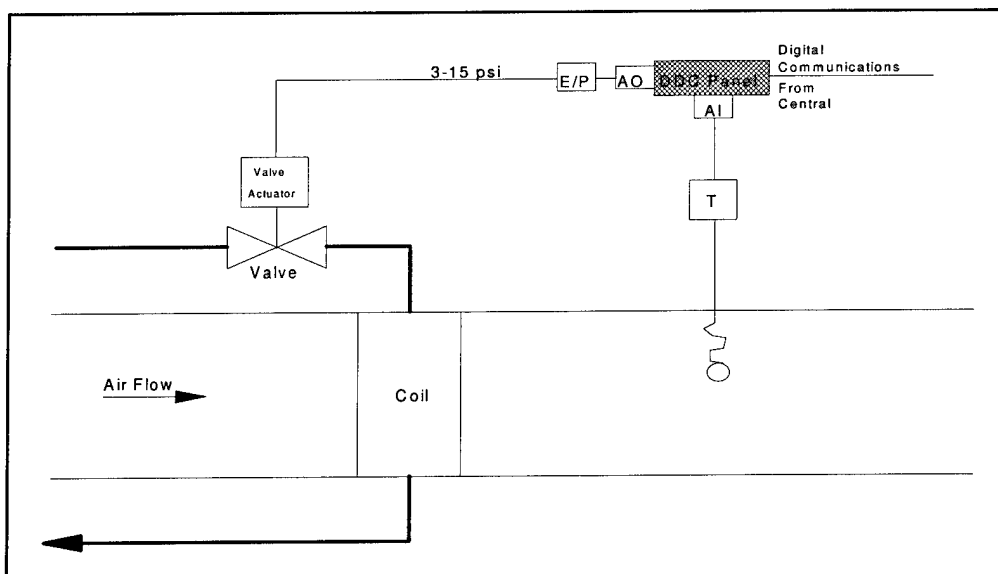 Digital
Communications
From
Central
3-15 psi
E/P
AO
DDC Panel
AI
Valve
Actuator
T
Valve
Air Flow
Coil